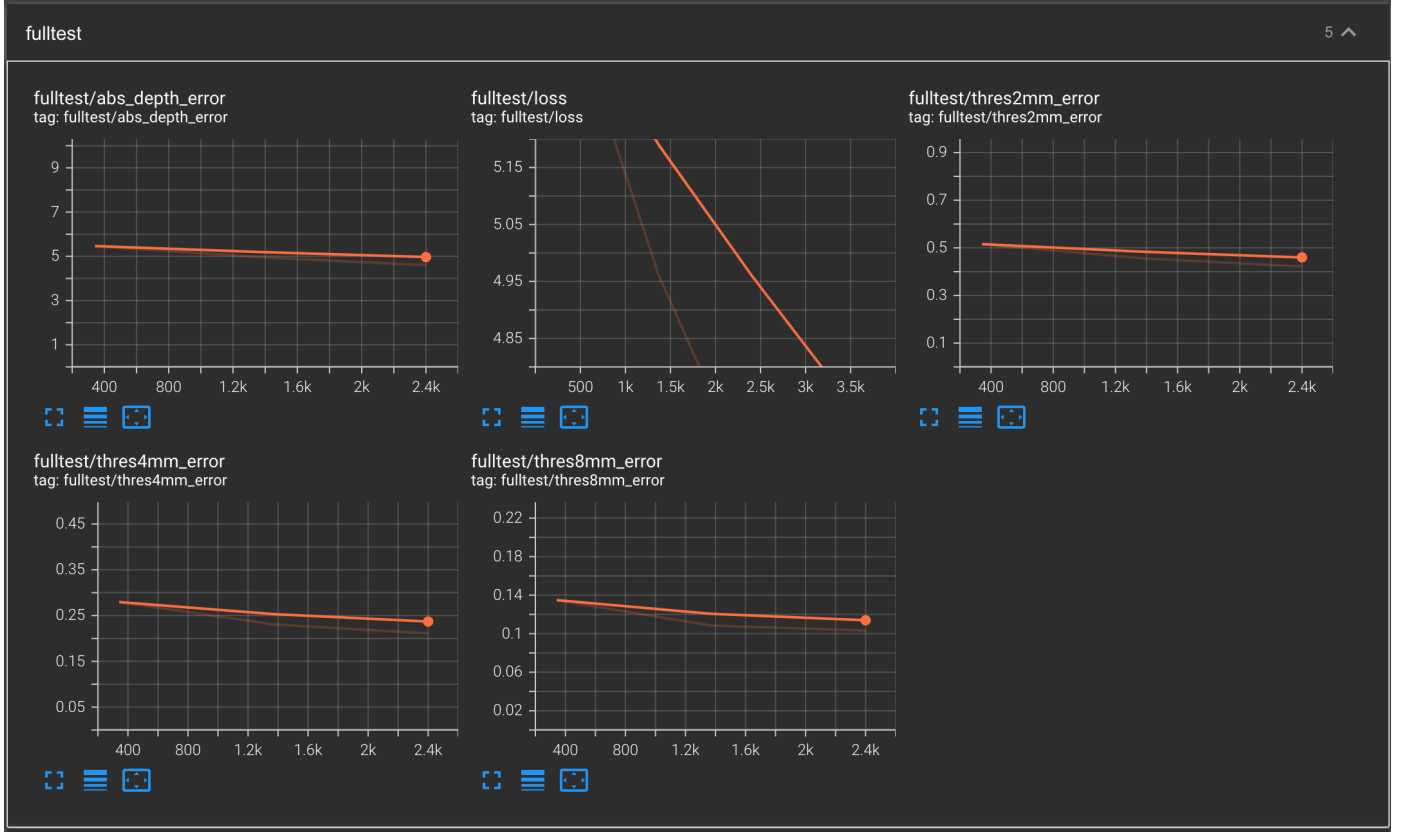 fulltest
5
fulltest/abs_depth_error
tag: fulltest/abs_depth_error
9
7
5
3
1
400 800 1.2k 1.6k 2k 2.4k
fulltest/loss
tag: fulltest/loss
5.15
5.05
4.95
4.85
500 1k 1.5k 2k 2.5k 3k 3.5k
fulltest/thres2mm_error
tag: fulltest/thres2mm_error
0.9
0.7
0.5
0.3
0.1
400 800 1.2k 1.6k 2k 2.4k
fulltest/thres4mm_error
tag: fulltest/thres4mm_error
0.45
0.35
0.25
0.15
0.05
400 800 1.2k 1.6k 2k 2.4k
fulltest/thres8mm_error
tag: fulltest/thres8mm_error
0.22
0.18
0.14
0.1
0.06
0.02
400 800 1.2k 1.6k 2k 2.4k